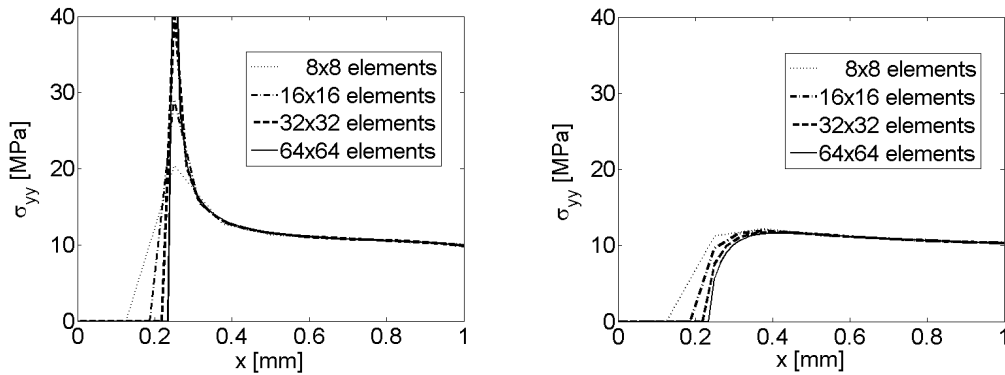 40
30
20
10
0
σyy [MPa]
8x8 elements
16x16 elements
32x32 elements
64x64 elements
0 0.2 0.4 0.6 0.8 1
x [mm]
40
30
20
10
0
σyy [MPa]
8x8 elements
16x16 elements
32x32 elements
64x64 elements
0 0.2 0.4 0.6 0.8 1
x [mm]